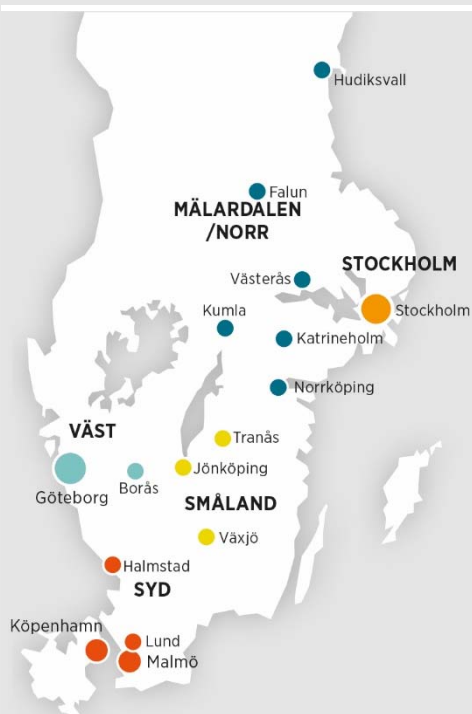 Hudiksvall
Falun
MÄLARDALEN
/NORR
STOCKHOLM
Västerås
Stockholm
Kumla
Katrineholm
Norrköping
VÄST
Tranås
Jönköping
Borås
Göteborg
SMÅLAND
Växjö
Halmstad
SYD
Köpenhamn
Lund
Malmö